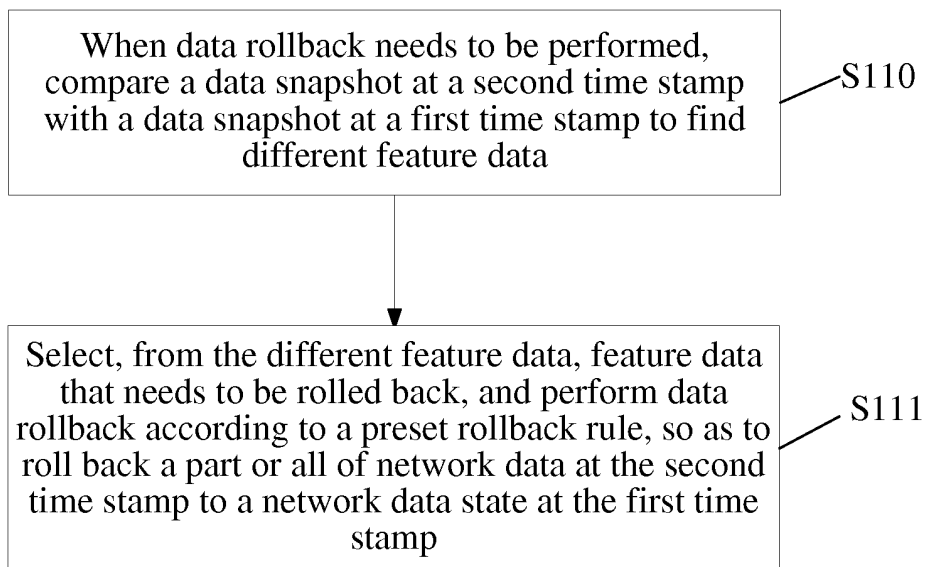 When data rollback needs to be performed,
compare a data snapshot at a second time stamp
with a data snapshot at a first time stamp to find
different feature data
S110
Select, from the different feature data, feature data
that needs to be rolled back, and perform data
rollback according to a preset rollback rule, so as to
roll back a part or all of network data at the second
time stamp to a network data state at the first time
stamp
S111